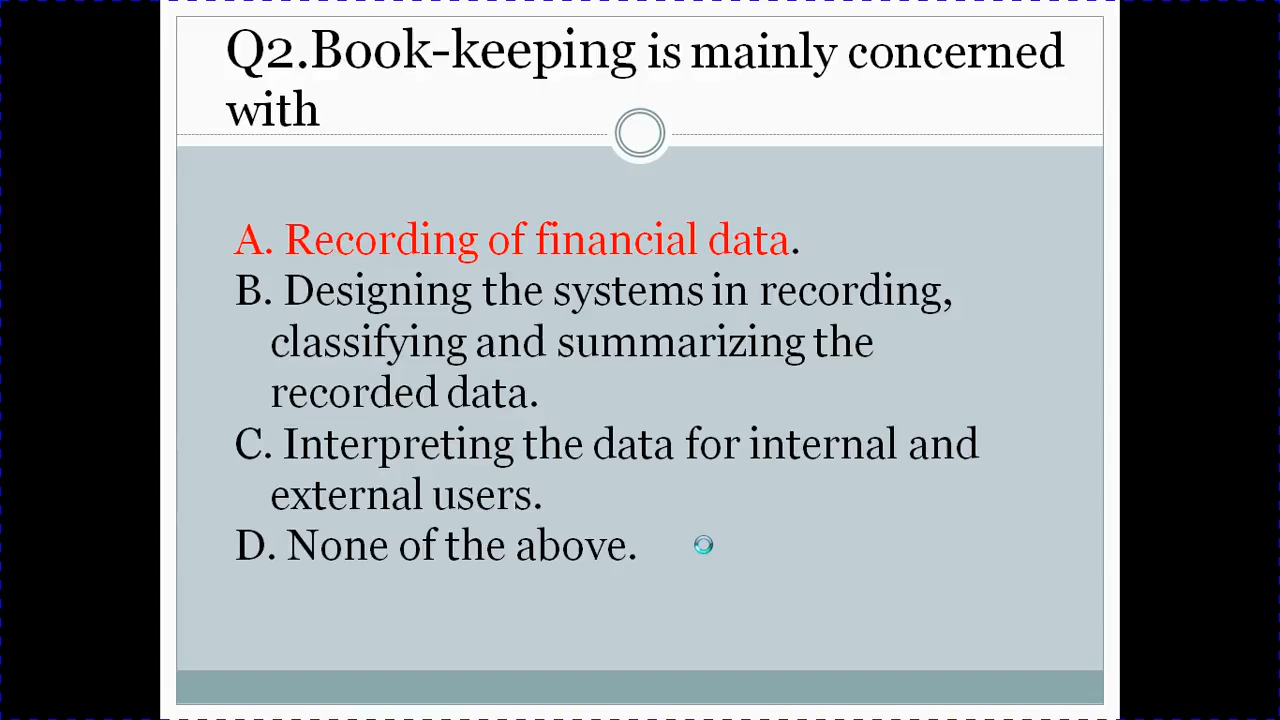 Q2.Book-keeping is mainly concerned
with
A. Recording of financial data.
B. Designing the systems in recording,
classifying and summarizing the
recorded data.
C. Interpreting the data for internal and
external users.
D. None of the above.